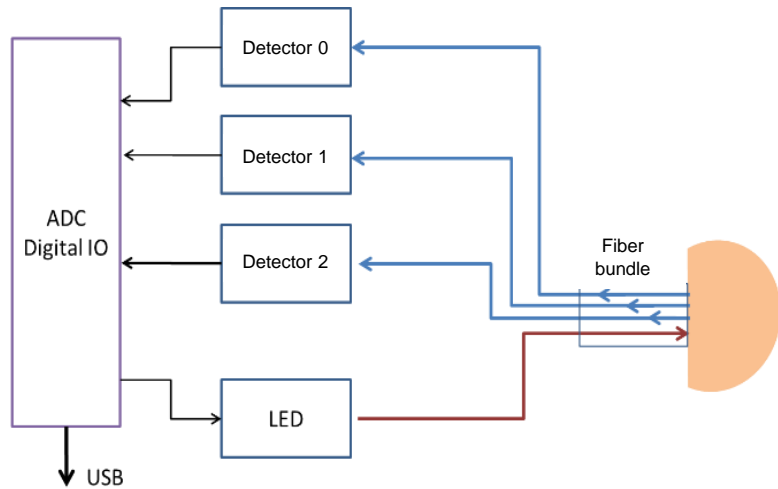 Detector 0
Detector 1
ADC
Digital IO
Detector 2
Fiber
bundle
LED
USB